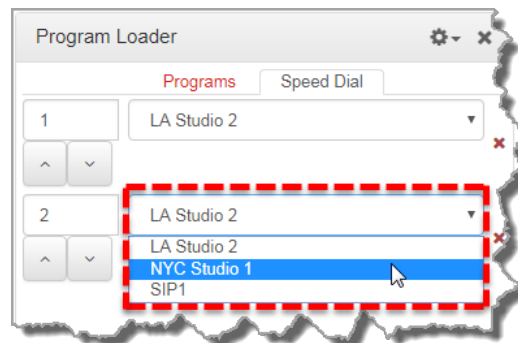 Program Loader
Programs Speed Dial
1 LA Studio 2
2 LA Studio 2
LA Studio 2
NYC Studio 1
SIP1